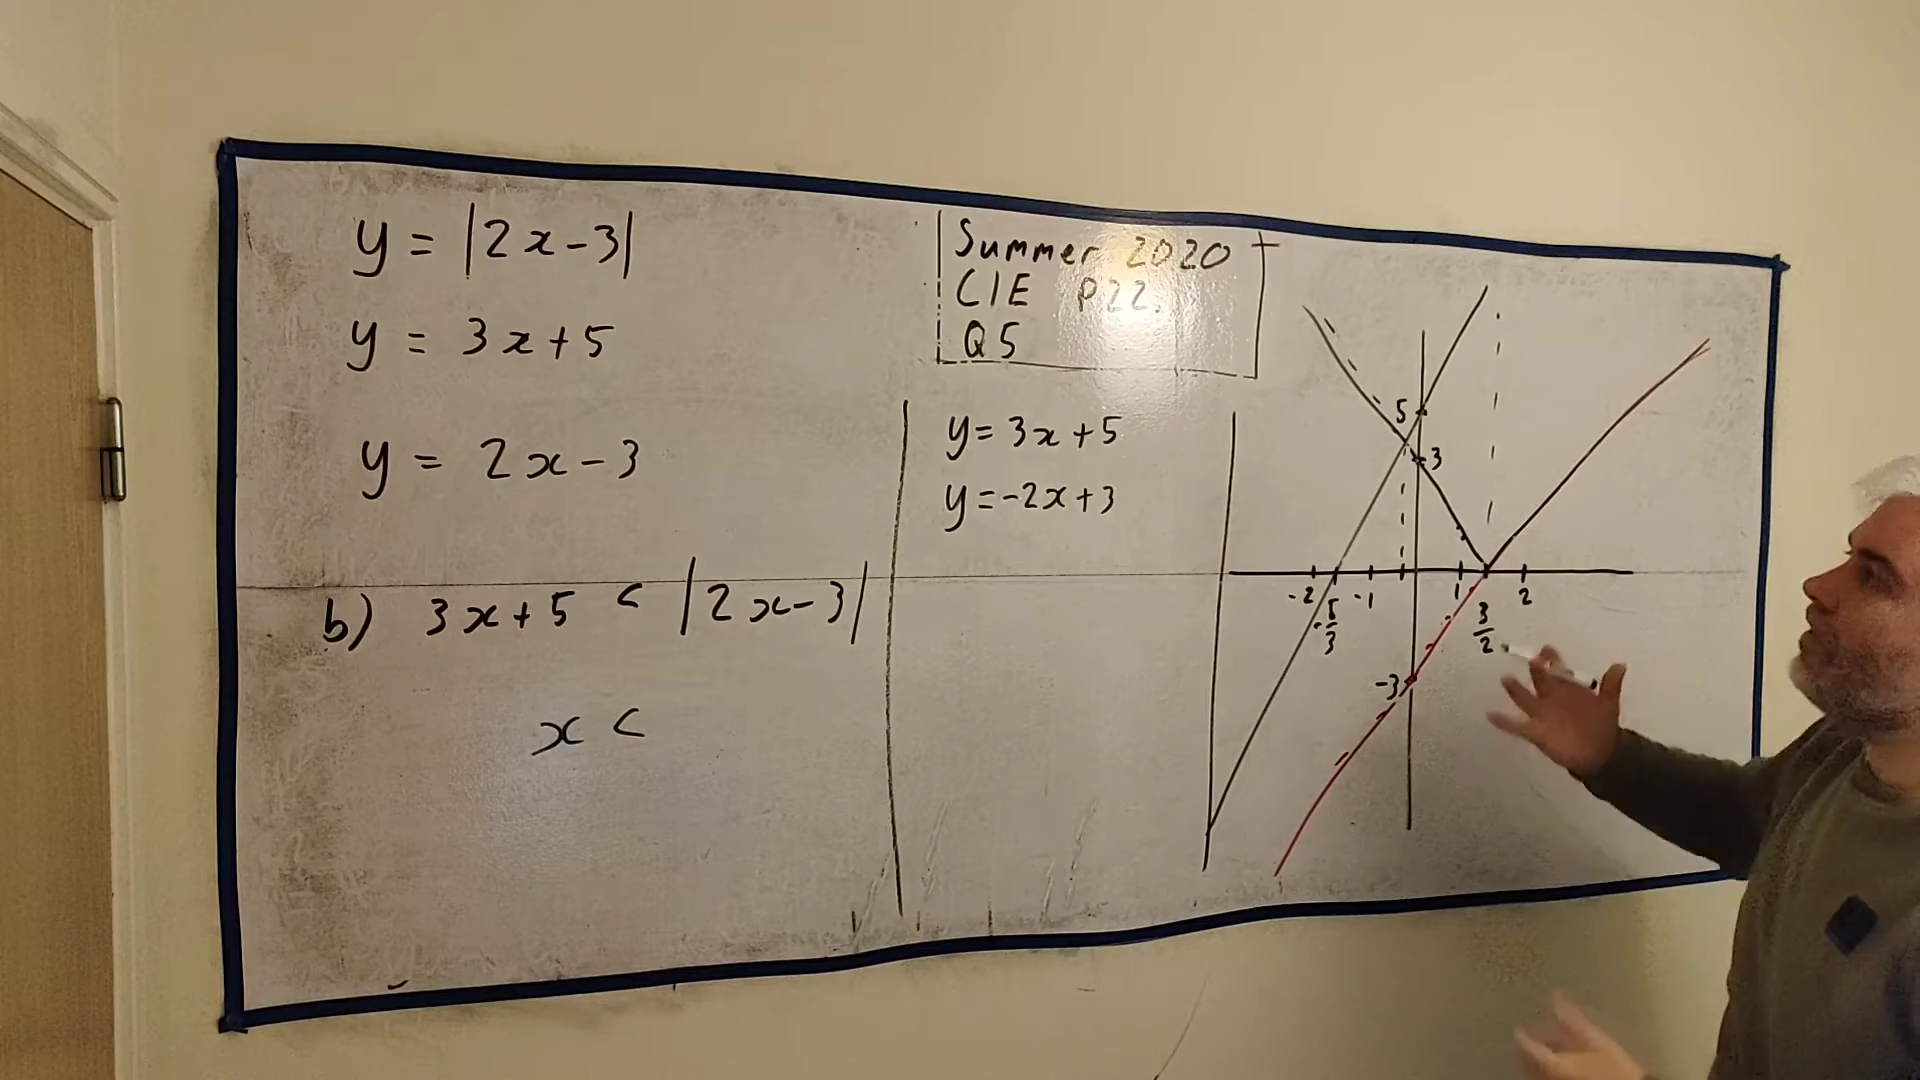 y = |2x-3|
y = 3x+5
y = 2x-3
b) 3x+5 < |2x-3|
x <
Summer 2020
CIE P22.
Q5
y = 3x+5
y = -2x+3
5
3
-2 -1 1 2
-5/3
3/2
-3